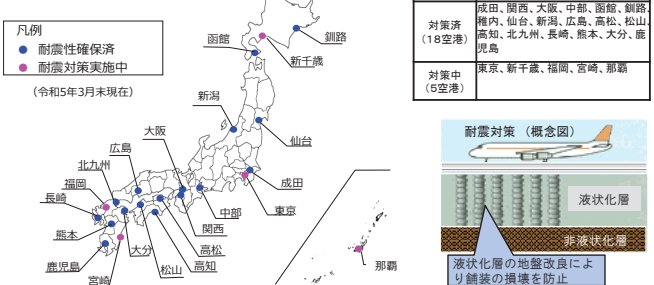 凡例
耐震性確保済
耐震対策実施中
（令和5年3月末現在）
函館
釧路
新千歳
新潟
仙台
大阪
広島
北九州
福岡
長崎
成田
東京
中部
関西
熊本
大分
高松
高知
松山
鹿児島
宮崎
那覇
対策済
（18空港）
成田、関西、大阪、中部、函館、釧路、
稚内、仙台、新潟、広島、高松、松山、
高知、北九州、長崎、熊本、大分、鹿
児島
対策中
（5空港）
東京、新千歳、福岡、宮崎、那覇
耐震対策（概念図）
液状化層
非液状化層
液状化層の地盤改良によ
り舗装の損壊を防止